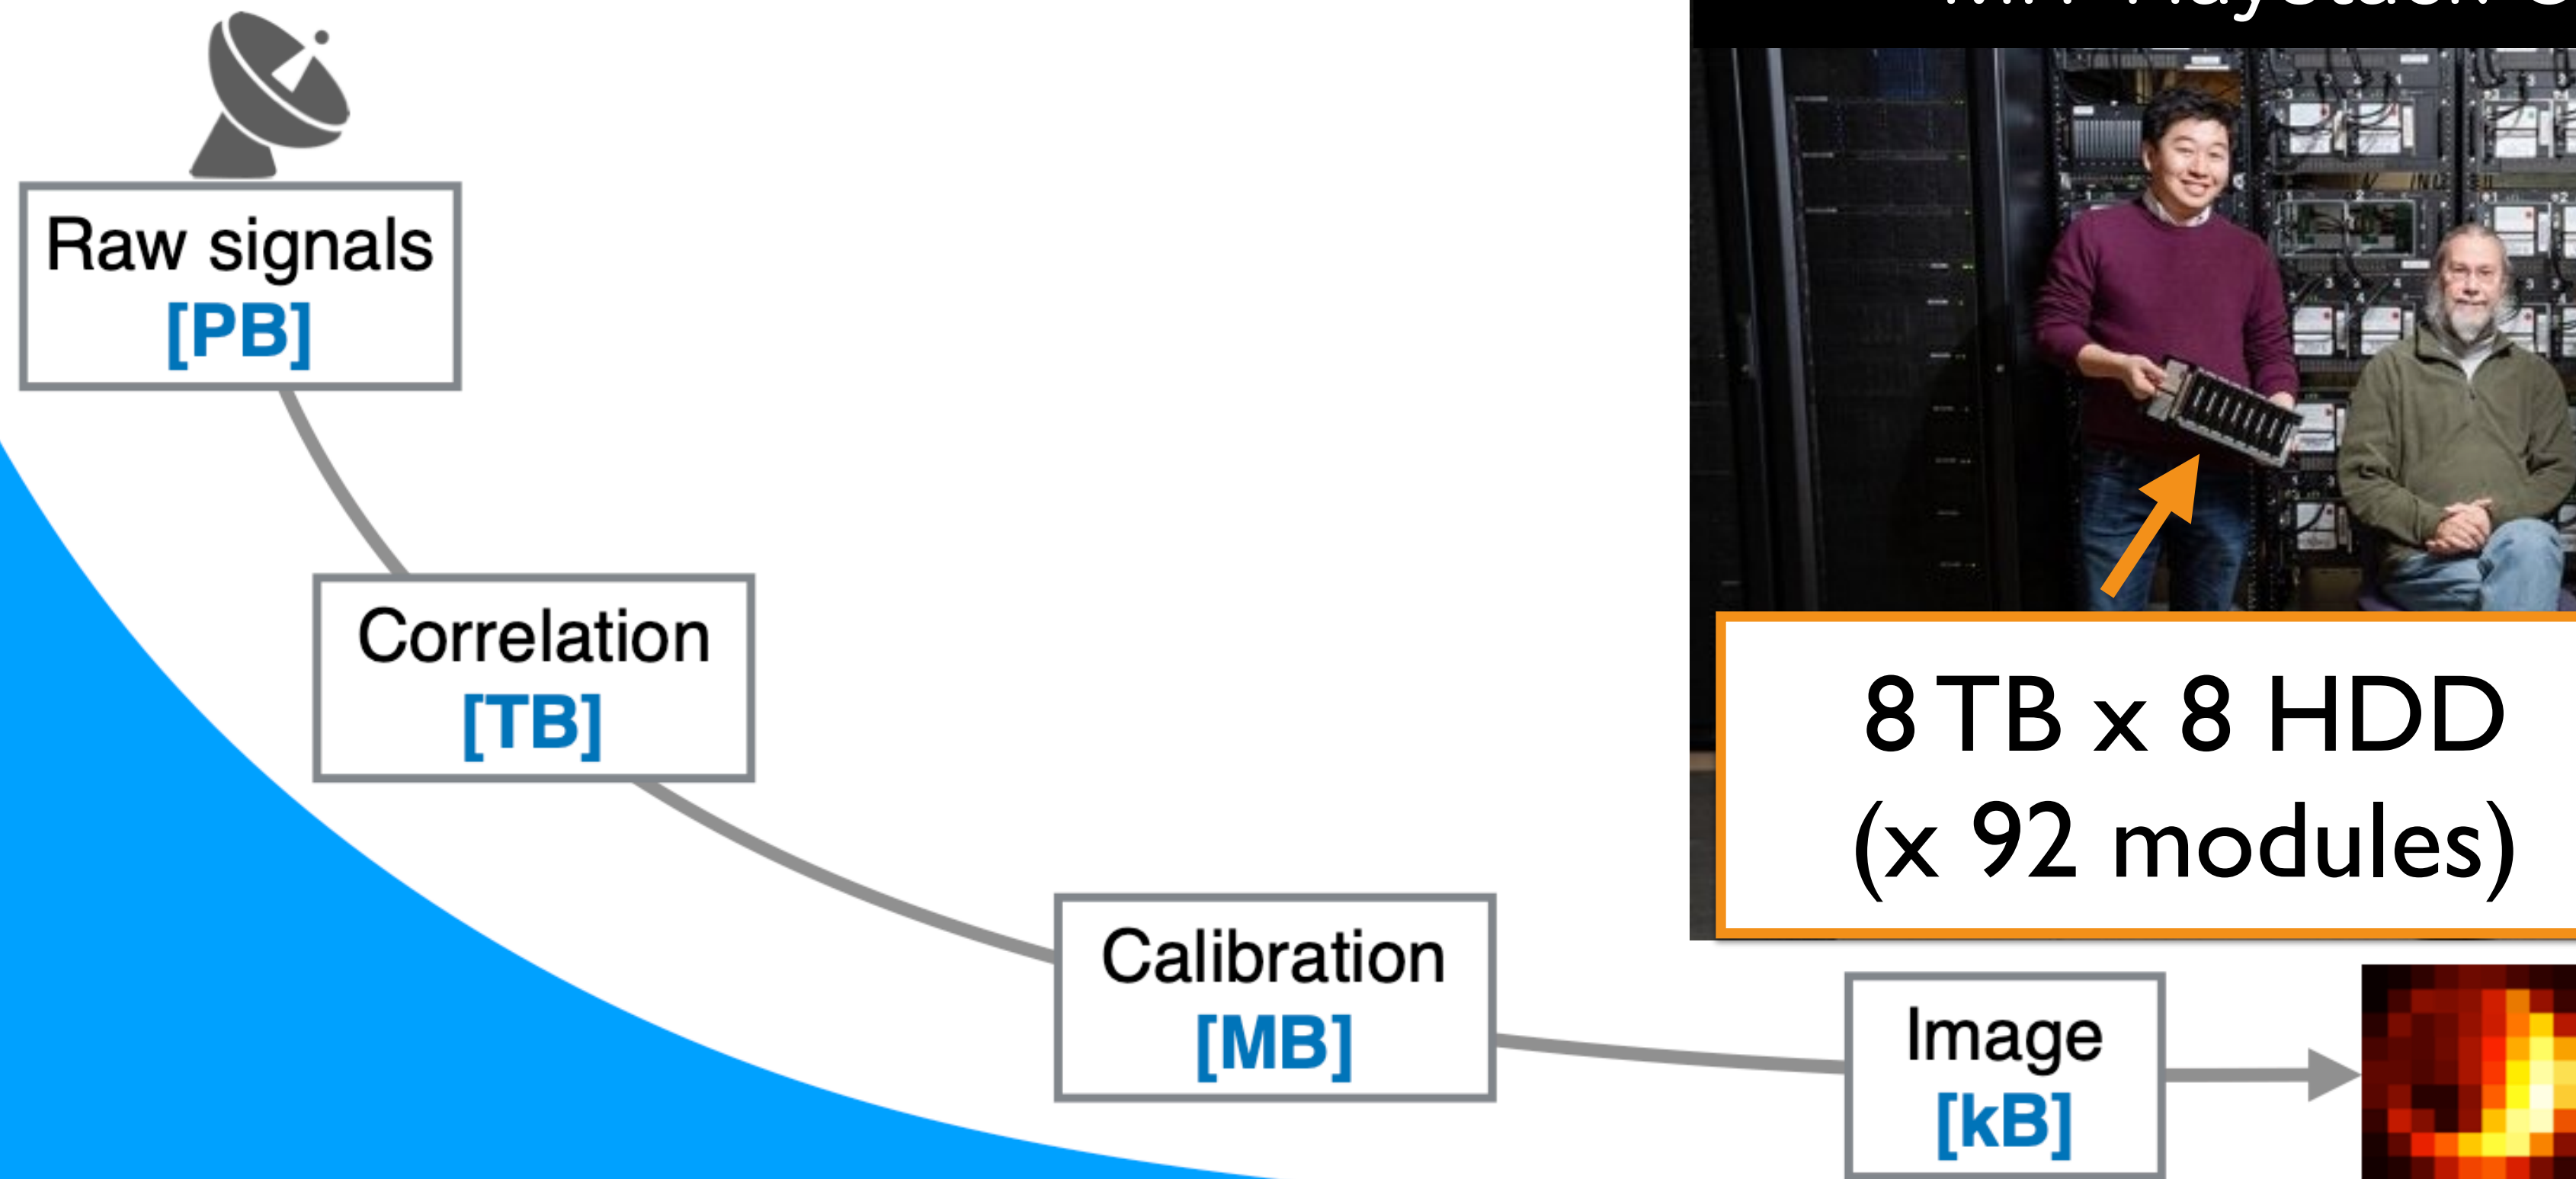 Raw signals
[PB]
Correlation
[TB]
Calibration
[MB]
Image
[kB]
8 TB x 8 HDD
(x 92 modules)